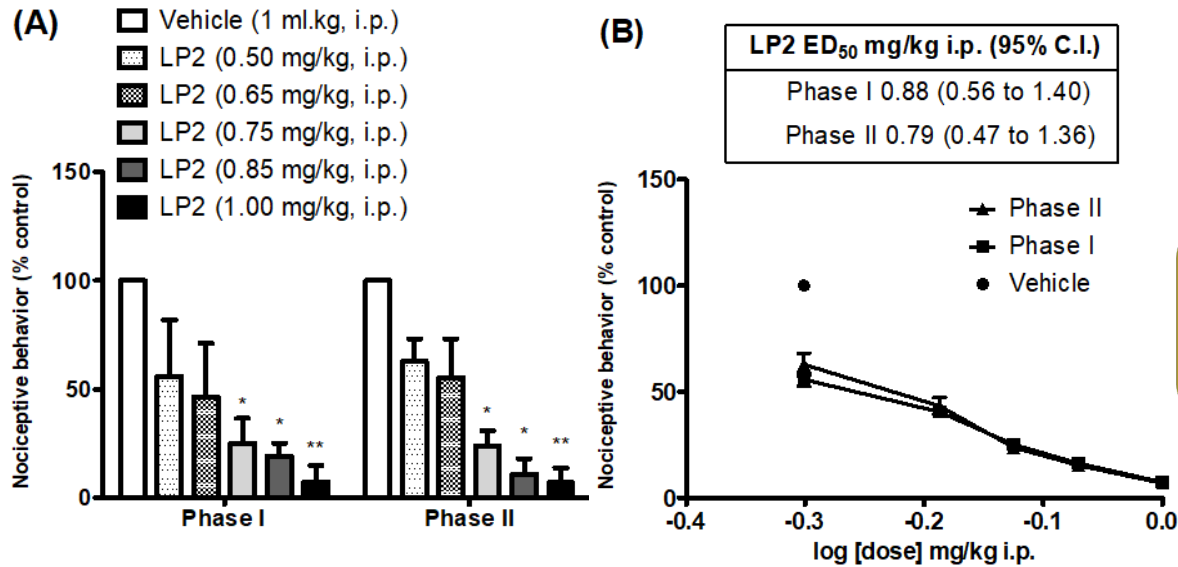 (A)
Vehicle (1 ml.kg, i.p.)
LP2 (0.50 mg/kg, i.p.)
LP2 (0.65 mg/kg, i.p.)
LP2 (0.75 mg/kg, i.p.)
LP2 (0.85 mg/kg, i.p.)
LP2 (1.00 mg/kg, i.p.)
Nociceptive behavior (% control)
150
100
50
0
*
*
**
*
*
**
Phase I
Phase II
(B)
LP2 ED50 mg/kg i.p. (95% C.I.)
Phase I 0.88 (0.56 to 1.40)
Phase II 0.79 (0.47 to 1.36)
Nociceptive behavior (% control)
150
100
50
0
Phase II
Phase I
Vehicle
-0.4
-0.3
-0.2
-0.1
0.0
log [dose] mg/kg i.p.